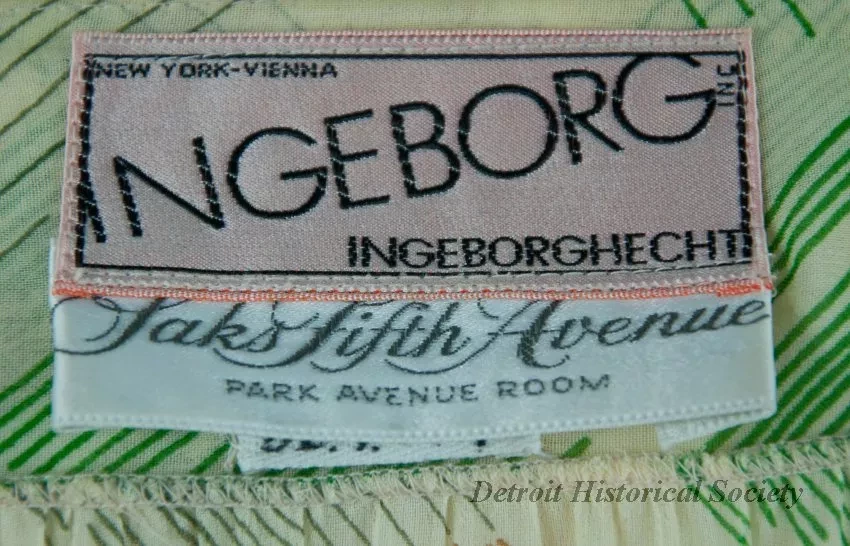 NEW YORK-VIENNA
INGEBORG INC
INGEBORGHECHT
Saks Fifth Avenue
PARK AVENUE ROOM
Detroit Historical Society